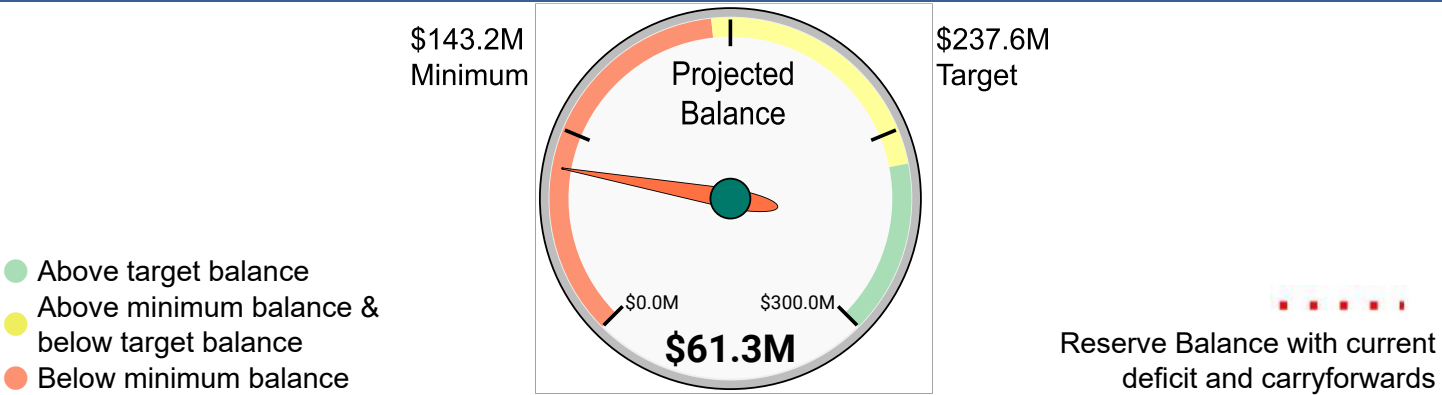 $143.2M
Minimum
$237.6M
Target
Projected
Balance
$0.0M
$300.0M
$61.3M
Above target balance
Above minimum balance &
below target balance
Below minimum balance
Reserve Balance with current
deficit and carryforwards